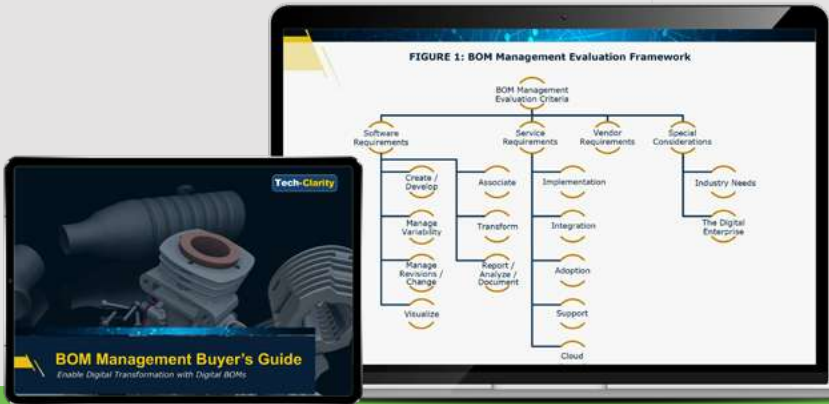 FIGURE 1: BOM Management Evaluation Framework
BOM Management
Evaluation Criteria
Software
Requirements
Service
Requirements
Vendor
Requirements
Special
Considerations
Create /
Develop
Associate
Implementation
Industry Needs
Manage
Variability
Transform
Integration
The Digital
Enterprise
Manage
Revisions /
Change
Report /
Analyze /
Document
Adoption
Visualize
Support
Cloud
Tech-Clarity
BOM Management Buyer's Guide
Enable Digital Transformation with Digital BOMs